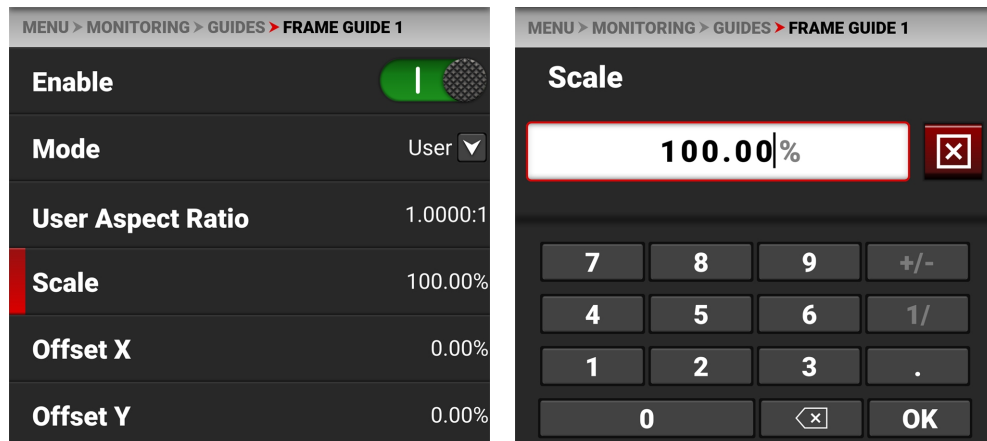 MENU > MONITORING > GUIDES > FRAME GUIDE 1
Enable
Mode User
User Aspect Ratio 1.0000:1
Scale 100.00%
Offset X 0.00%
Offset Y 0.00%
MENU > MONITORING > GUIDES > FRAME GUIDE 1
Scale
100.00%
7 8 9 +/-
4 5 6 1/
1 2 3 .
0 OK